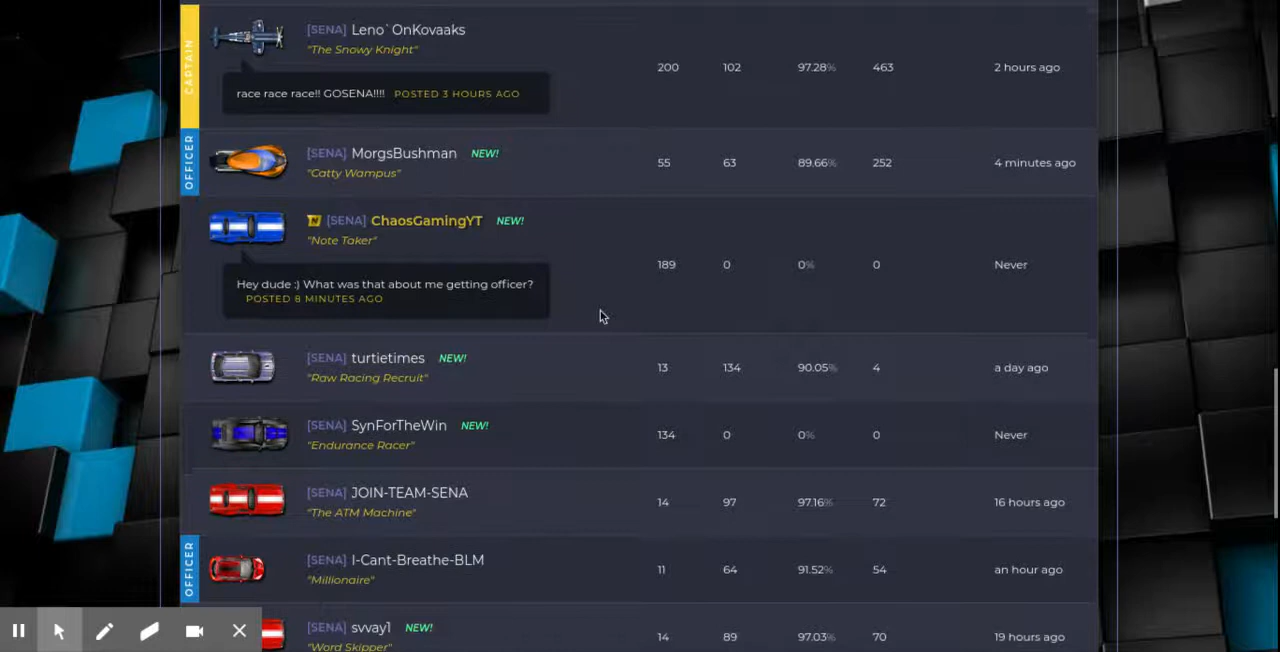 CAPTAIN
[SENA] Leno`OnKovaaks
"The Snowy Knight"
race race race!! GOSENA!!!! POSTED 3 HOURS AGO
200 102 97.28% 463 2 hours ago
OFFICER
[SENA] MorgsBushman NEW!
"Catty Wampus"
55 63 89.66% 252 4 minutes ago
N [SENA] ChaosGamingYT NEW!
"Note Taker"
Hey dude :) What was that about me getting officer?
POSTED 8 MINUTES AGO
189 0 0% 0 Never
[SENA] turtietimes NEW!
"Raw Racing Recruit"
13 134 90.05% 4 a day ago
[SENA] SynForTheWin NEW!
"Endurance Racer"
134 0 0% 0 Never
[SENA] JOIN-TEAM-SENA
"The ATM Machine"
14 97 97.16% 72 16 hours ago
OFFICER
[SENA] I-Cant-Breathe-BLM
"Millionaire"
11 64 91.52% 54 an hour ago
[SENA] svvay1 NEW!
"Word Skipper"
14 89 97.03% 70 19 hours ago